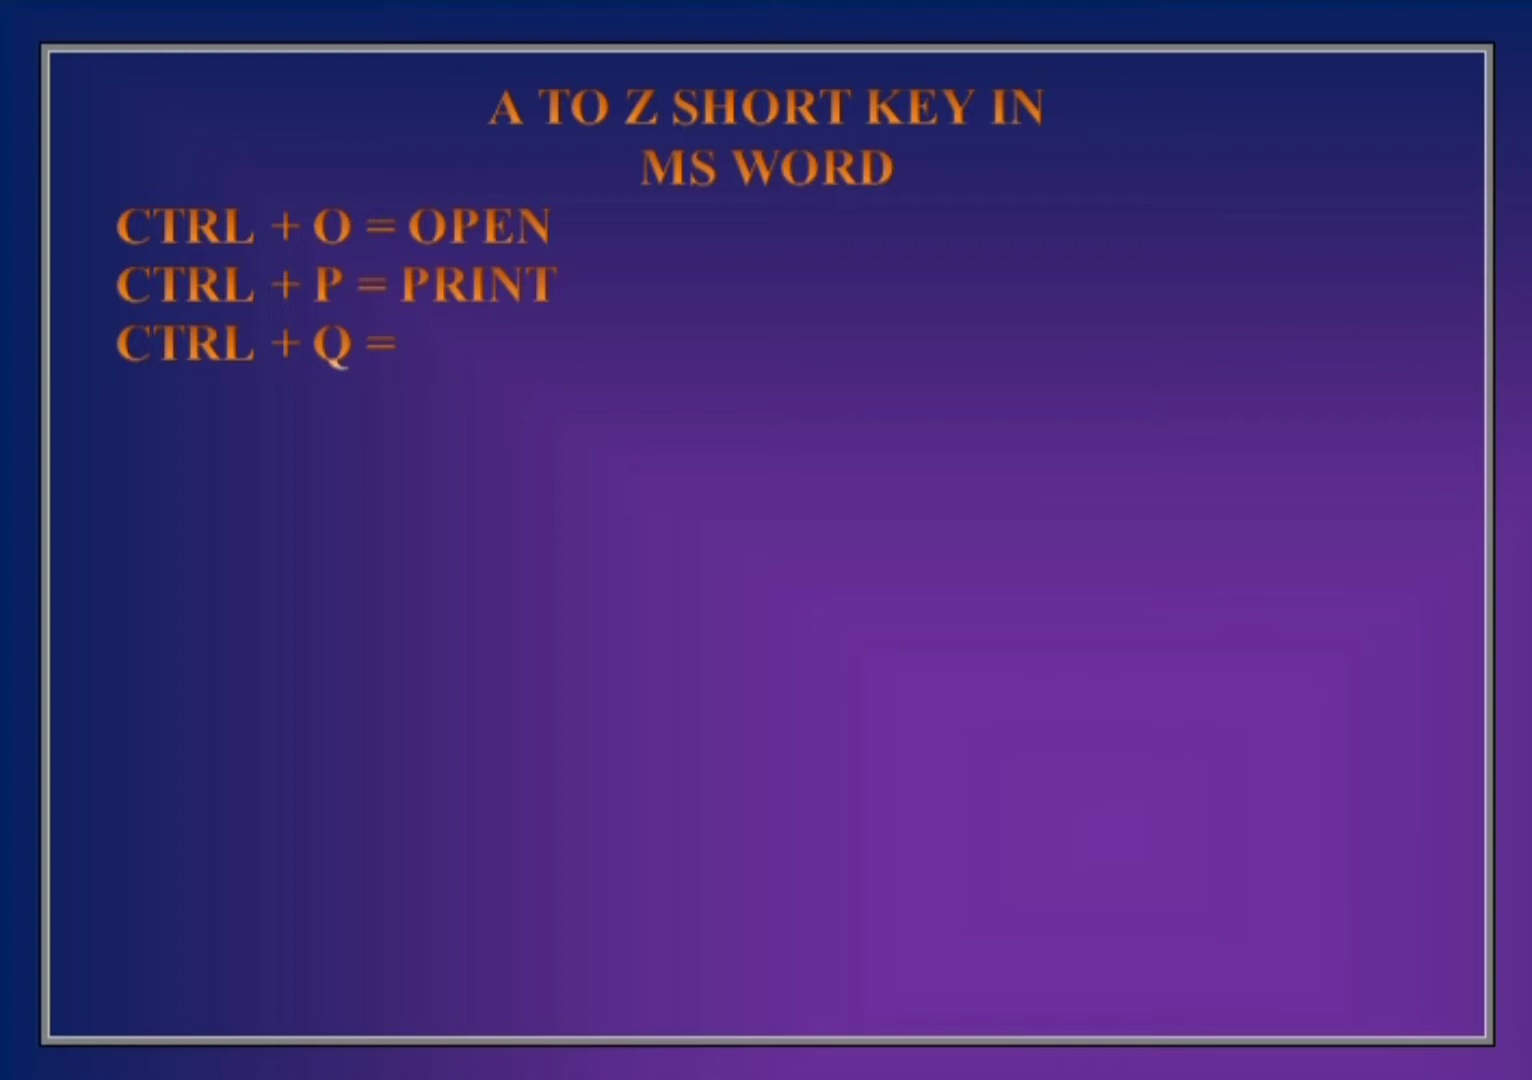 A TO Z SHORT KEY IN
MS WORD
CTRL + O = OPEN
CTRL + P = PRINT
CTRL + Q =